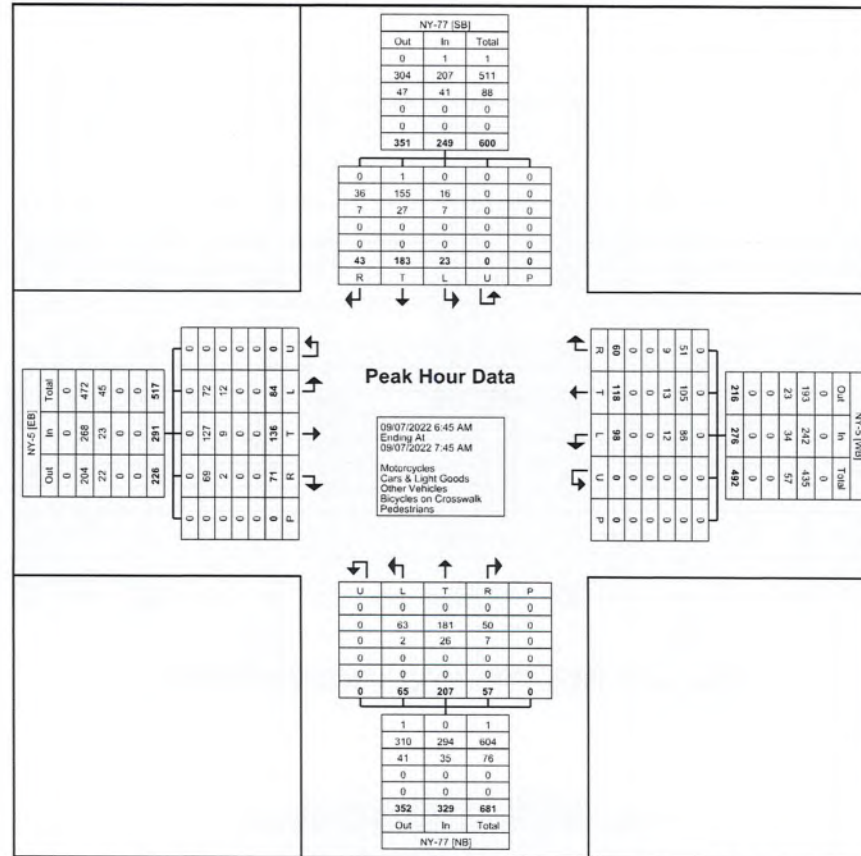 NY-77 [SB]
Out In Total
0 1 1
304 207 511
47 41 88
0 0 0
0 0 0
351 249 600
0 1 0 0 0
36 155 16 0 0
7 27 7 0 0
0 0 0 0 0
0 0 0 0 0
43 183 23 0 0
R T L U P
NY-5 [EB]
Out In Total
0 0 0
204 268 472
22 23 45
0 0 0
0 0 0
226 291 517
0 0 0 0 0
0 72 127 69 0
0 12 9 2 0
0 0 0 0 0
0 0 0 0 0
0 84 136 71 0
U L T R P
Peak Hour Data
09/07/2022 6:45 AM
Ending At
09/07/2022 7:45 AM
Motorcycles
Cars & Light Goods
Other Vehicles
Bicycles on Crosswalk
Pedestrians
R T L U P
60 118 98 0 0
0 0 0 0 0
0 0 0 0 0
9 13 12 0 0
51 105 86 0 0
0 0 0 0 0
216 276 492
0 0 0
0 0 0
23 34 57
193 242 435
0 0 0
Out In Total
NY-5 [WB]
U L T R P
0 0 0 0 0
0 63 181 50 0
0 2 26 7 0
0 0 0 0 0
0 0 0 0 0
0 65 207 57 0
1 0 1
310 294 604
41 35 76
0 0 0
0 0 0
352 329 681
Out In Total
NY-77 [NB]